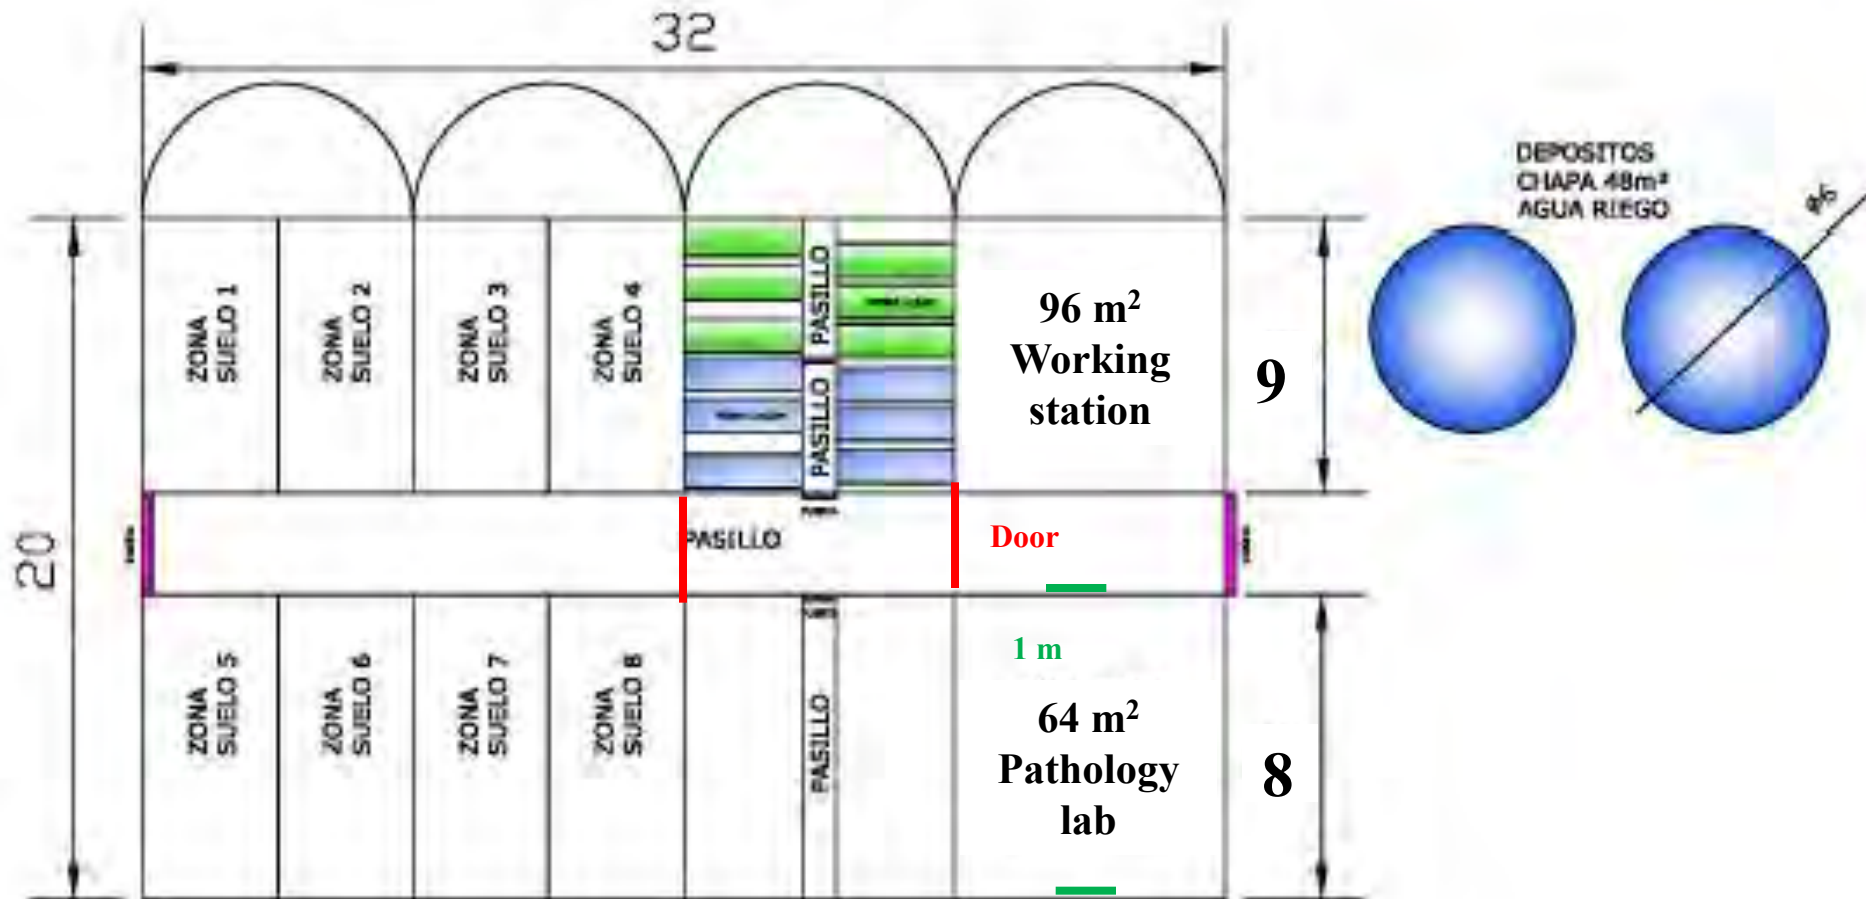 32
DEPOSITOS
CHAPA 48m³
AGUA RIEGO
ø6
ZONA
SUELO 1
ZONA
SUELO 2
ZONA
SUELO 3
ZONA
SUELO 4
PASILLO
PASILLO
96 m²
Working
station
9
20
PASILLO
Door
ZONA
SUELO 5
ZONA
SUELO 6
ZONA
SUELO 7
ZONA
SUELO 8
PASILLO
1 m
64 m²
Pathology
lab
8